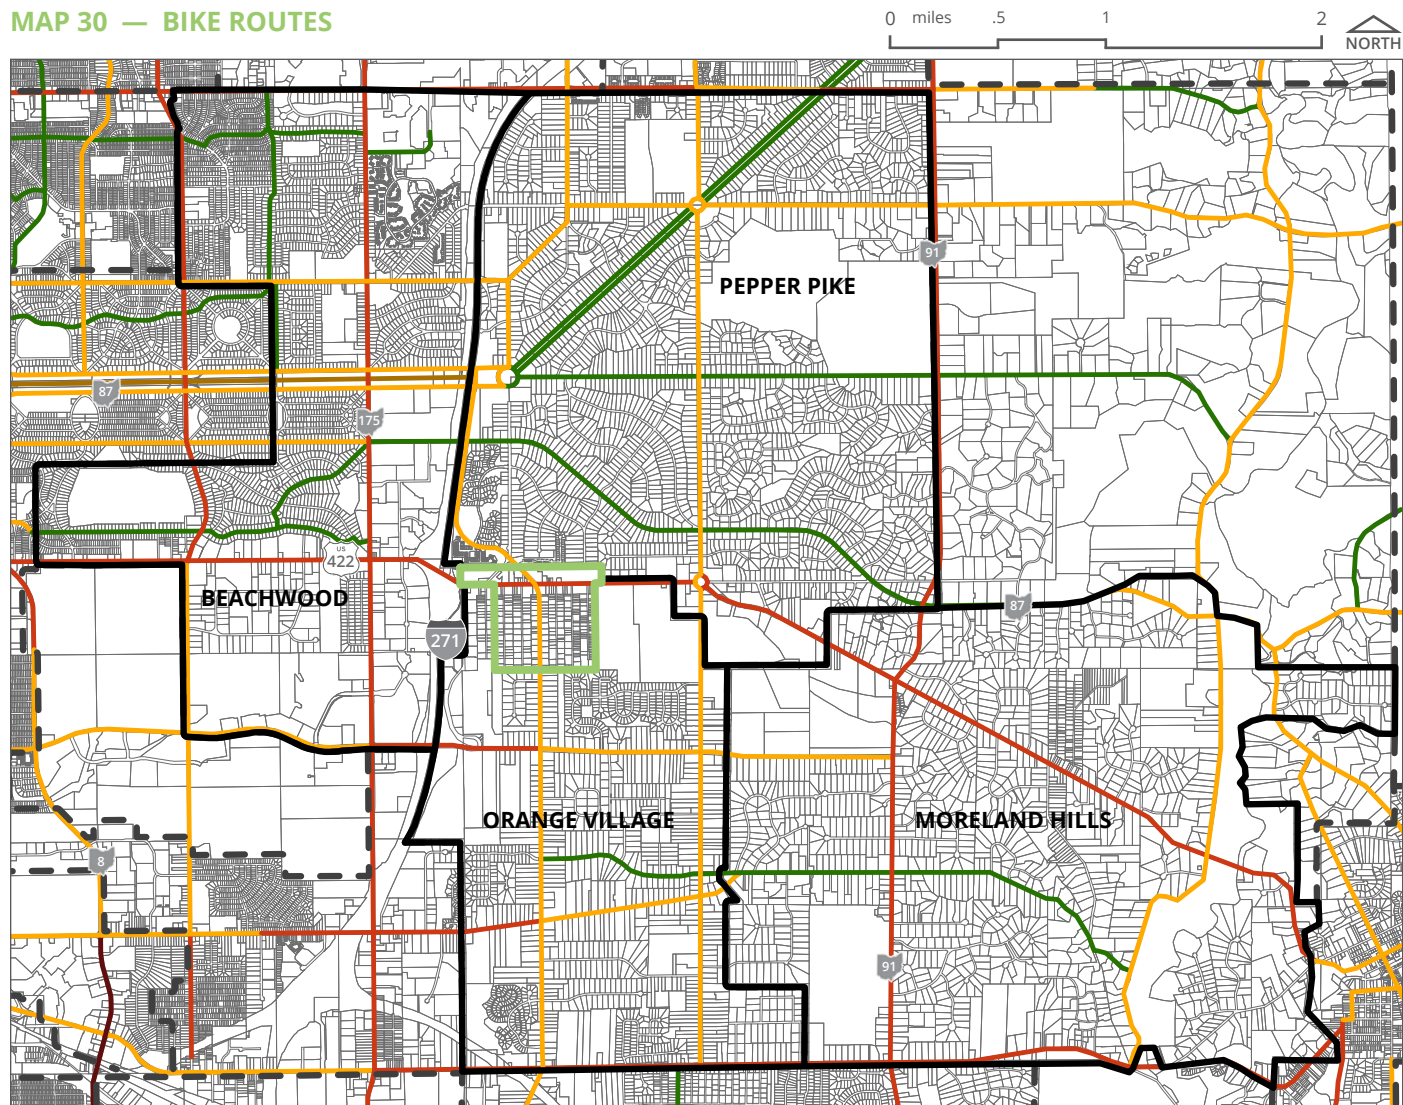 MAP 30 — BIKE ROUTES
0 miles .5 1 2
NORTH
91
PEPPER PIKE
87
175
US
422
BEACHWOOD
87
271
ORANGE VILLAGE
MORELAND HILLS
8
91